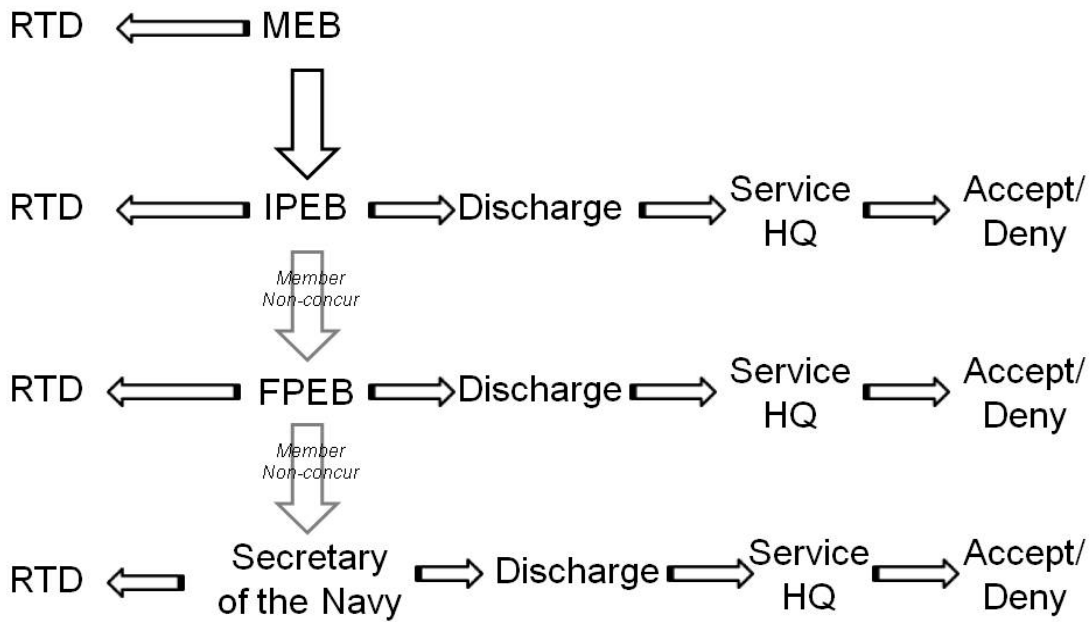 RTD MEB
RTD IPEB Discharge Service HQ Accept/ Deny
Member
Non-concur
RTD FPEB Discharge Service HQ Accept/ Deny
Member
Non-concur
RTD Secretary of the Navy Discharge Service HQ Accept/ Deny